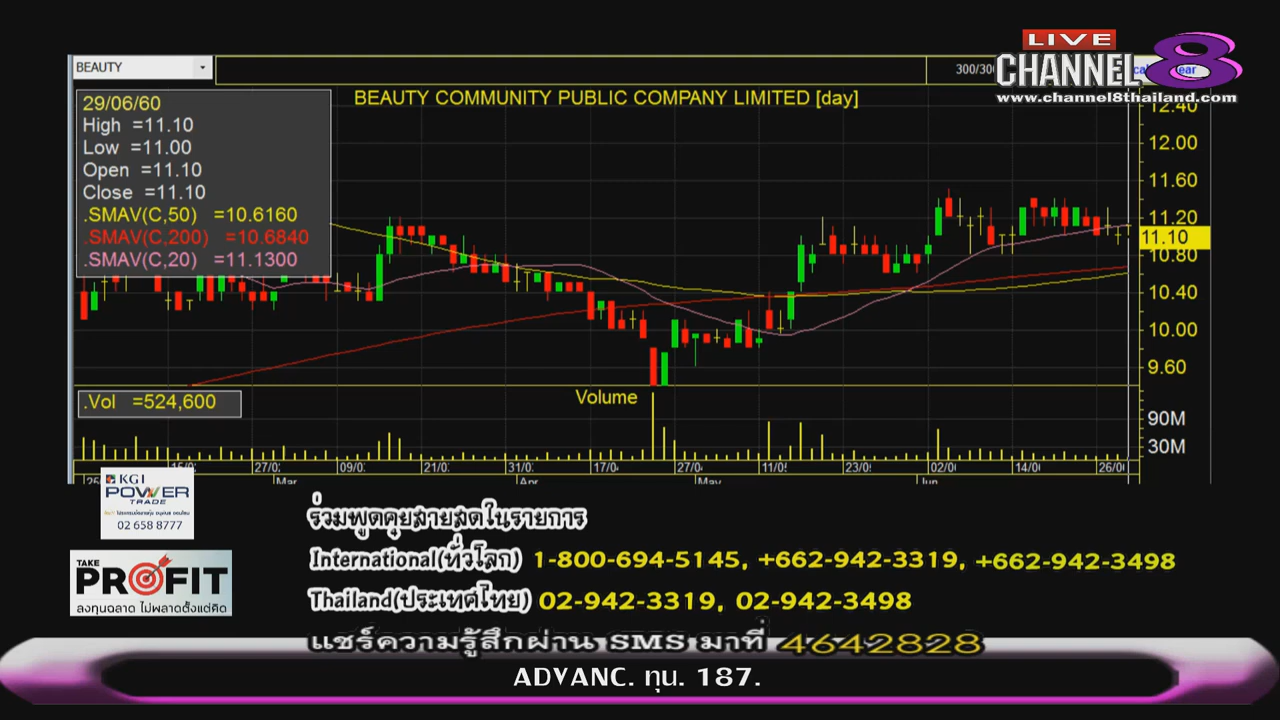 LIVE
CHANNEL 8
www.channel8thailand.com
BEAUTY
300/300
BEAUTY COMMUNITY PUBLIC COMPANY LIMITED [day]
29/06/60
High =11.10
Low =11.00
Open =11.10
Close =11.10
.SMAV(C,50) =10.6160
.SMAV(C,200) =10.6840
.SMAV(C,20) =11.1300
12.40
12.00
11.60
11.20
11.10
10.80
10.40
10.00
9.60
.Vol =524,600
Volume
90M
30M
27/02 09/0 21/0 31/0 17/04 27/04 11/05 23/05 02/06 14/06 26/06
Mar Apr May Jun
KGI
POWER
TRADE
02 658 8777
TAKE
PROFIT
ลงทุนฉลาด ไม่พลาดตั้งแต่คิด
ร่วมพูดคุยสายสดในรายการ
International(ทั่วโลก) 1-800-694-5145, +662-942-3319, +662-942-3498
Thailand(ประเทศไทย) 02-942-3319, 02-942-3498
แชร์ความรู้สึกผ่าน SMS มาที่ 4642828
ADVANC. ทุน. 187.